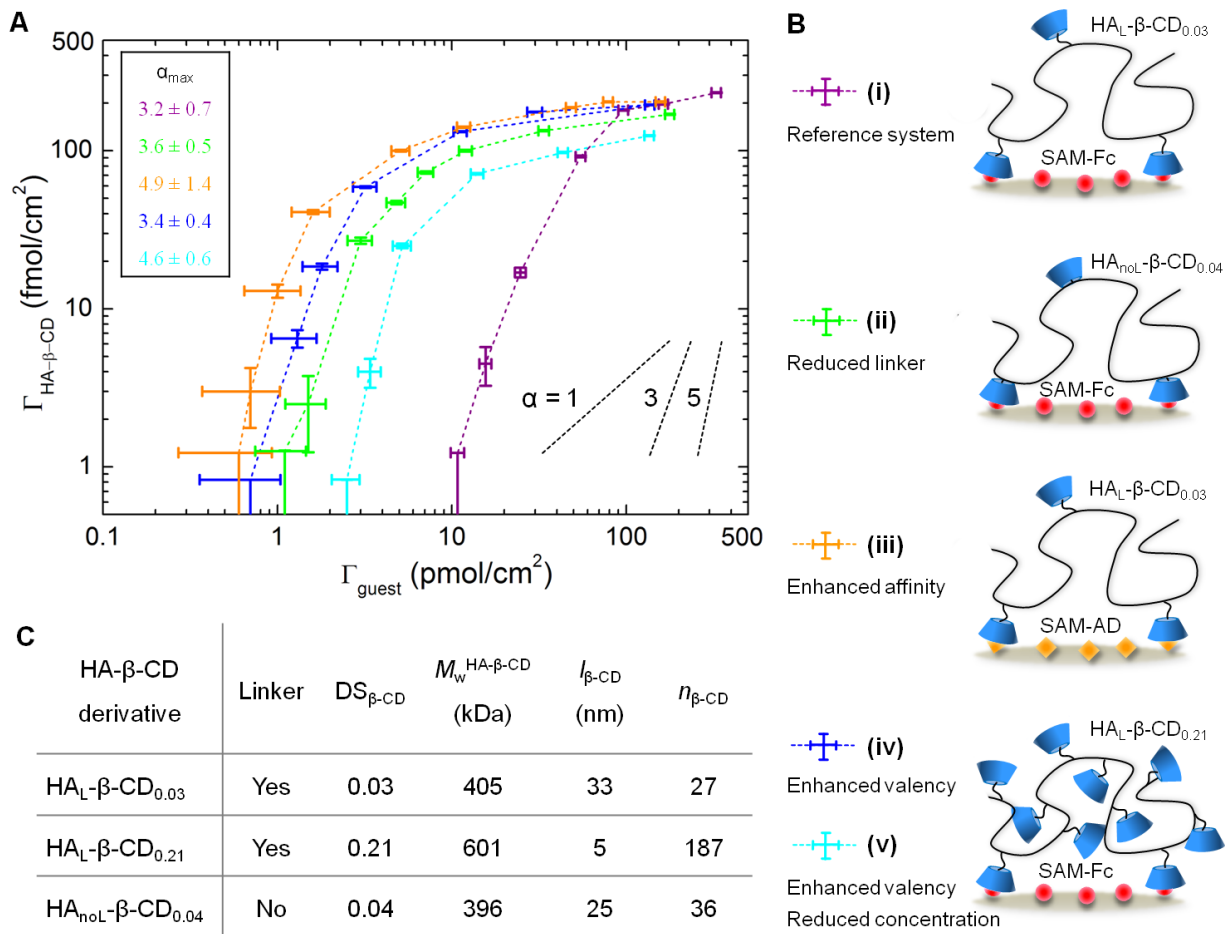 A
500
100
10
1
0.1
1
10
100
500
Γ_HA-β-CD (fmol/cm²)
Γ_guest (pmol/cm²)
α_max
3.2 ± 0.7
3.6 ± 0.5
4.9 ± 1.4
3.4 ± 0.4
4.6 ± 0.6
α = 1
3
5
B
(i)
Reference system
HA_L-β-CD_0.03
SAM-Fc
(ii)
Reduced linker
HA_noL-β-CD_0.04
SAM-Fc
(iii)
Enhanced affinity
HA_L-β-CD_0.03
SAM-AD
(iv)
Enhanced valency
(v)
Enhanced valency
Reduced concentration
HA_L-β-CD_0.21
SAM-Fc
C
HA-β-CD derivative Linker DS_β-CD M_w^HA-β-CD (kDa) l_β-CD (nm) n_β-CD
HA_L-β-CD_0.03 Yes 0.03 405 33 27
HA_L-β-CD_0.21 Yes 0.21 601 5 187
HA_noL-β-CD_0.04 No 0.04 396 25 36